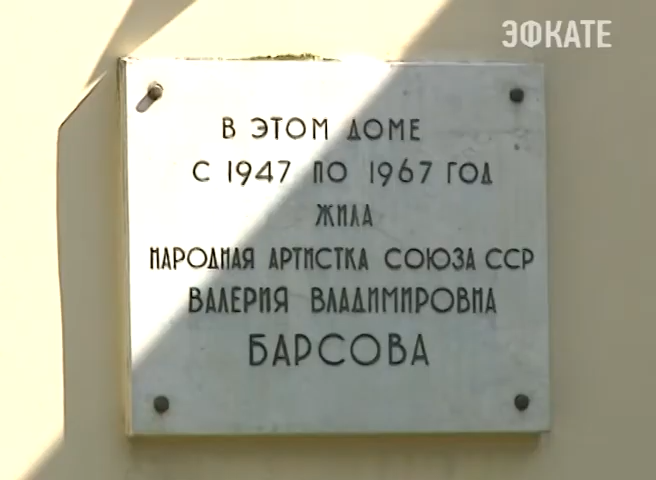 ЭФКАТЕ
В ЭТОМ ДОМЕ
С 1947 ПО 1967 ГОД
ЖИЛА
НАРОДНАЯ АРТИСТКА СОЮЗА ССР
ВАЛЕРИЯ ВЛАДИМИРОВНА
БАРСОВА